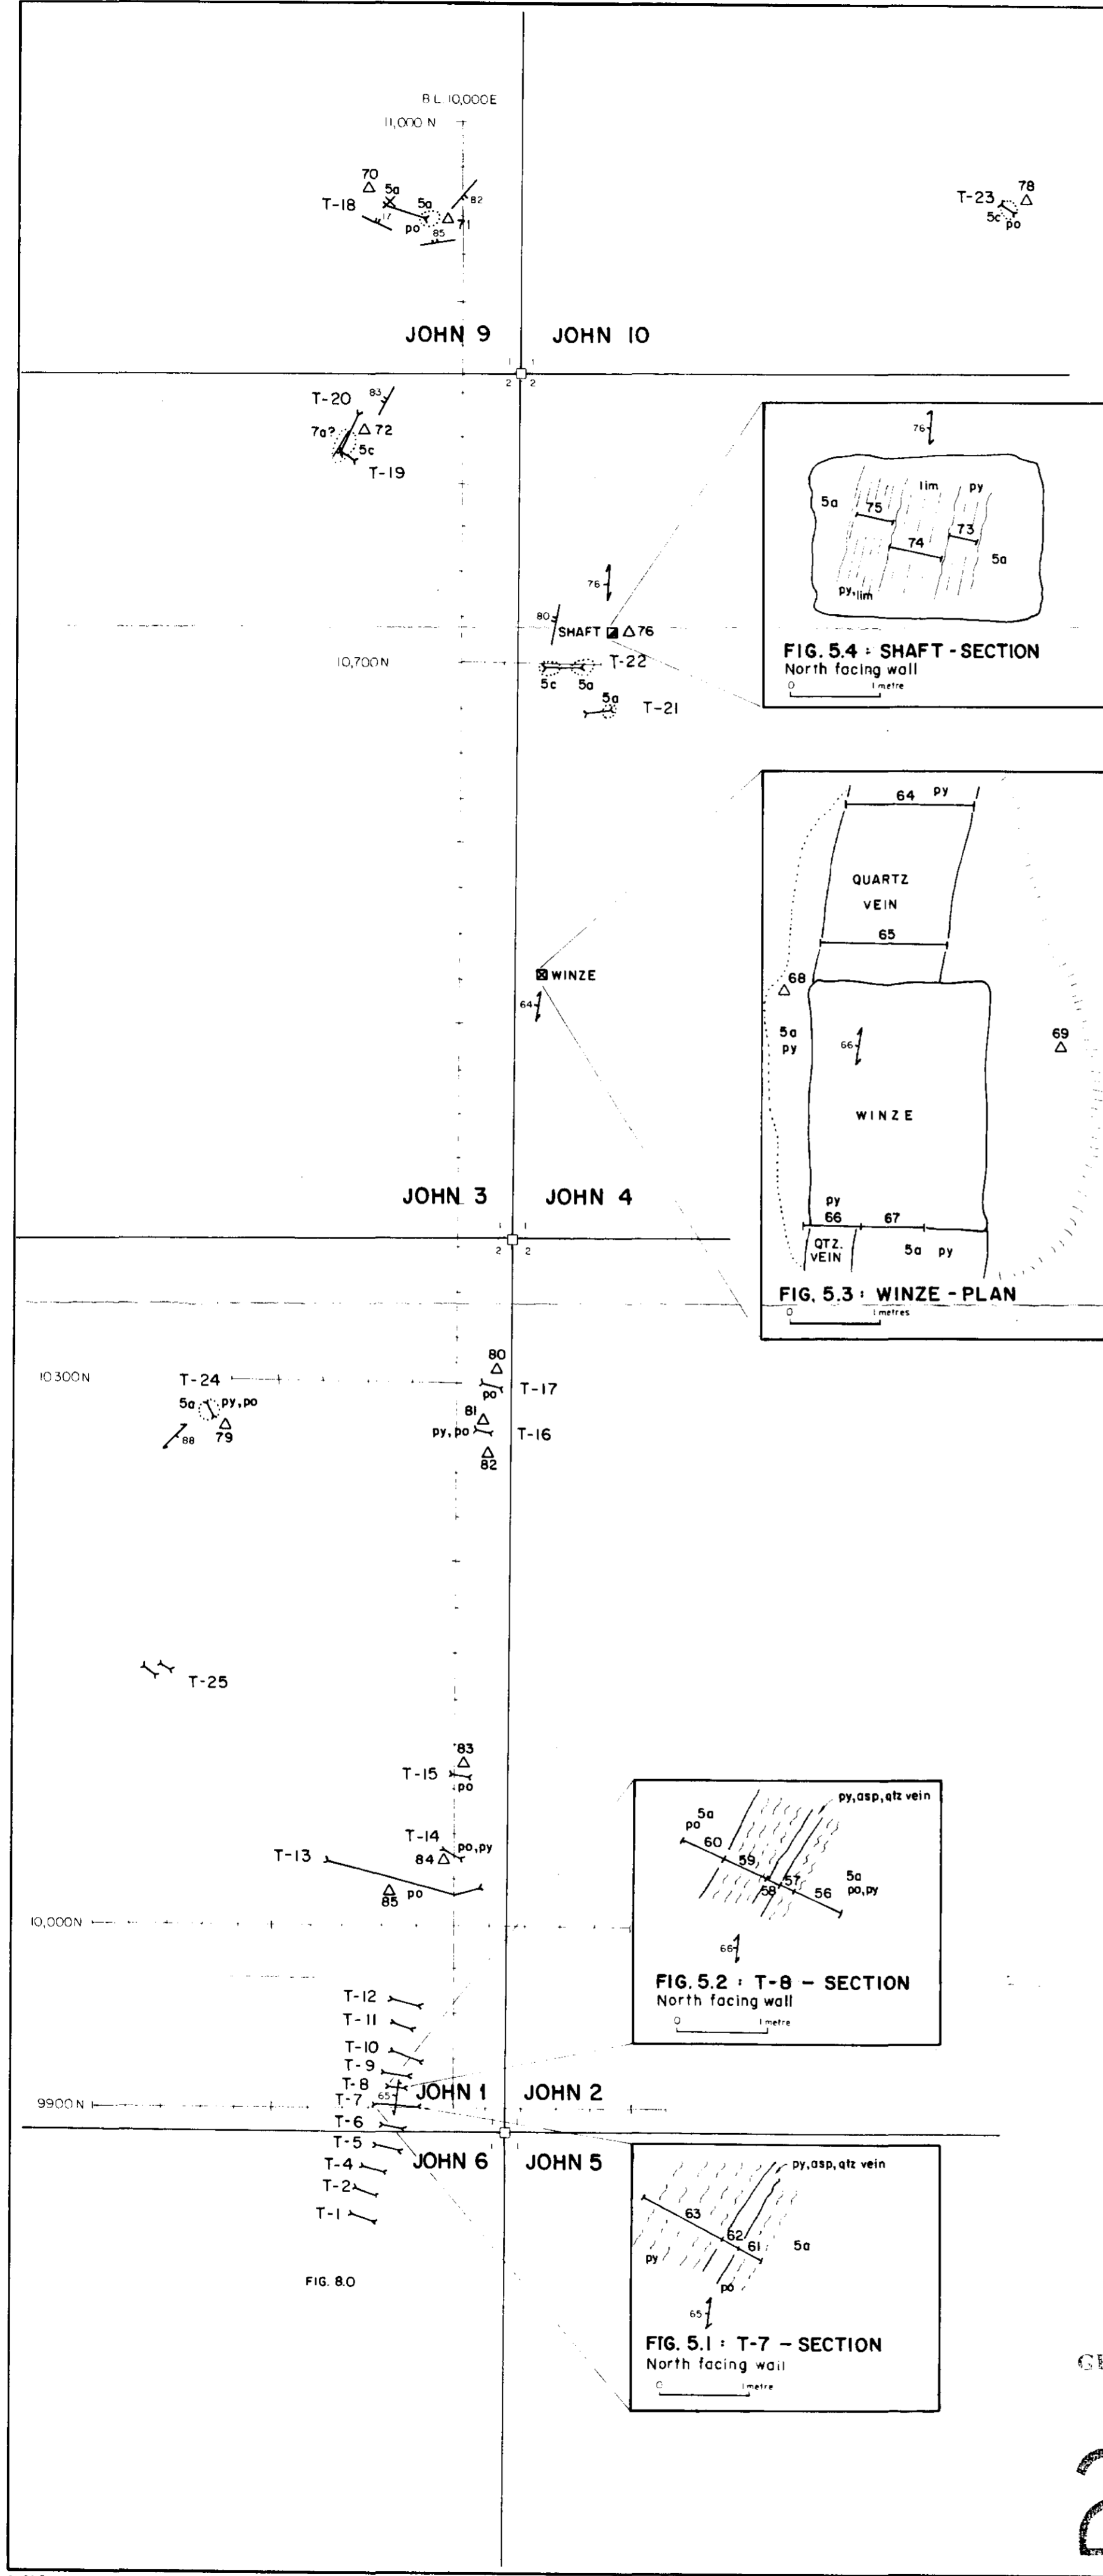 B.L. 10,000E
11,000 N
70
5a
5a
82
T-18
17
po
71
85
78
T-23
5c
po
JOHN 9
JOHN 10
1 1
2 2
T-20
83
7a?
72
5c
T-19
76
80
SHAFT
76
10,700N
T-22
5c
5a
5a
T-21
76
lim
py
5a
75
73
74
5a
py,lim
FIG. 5.4 : SHAFT - SECTION
North facing wall
0
1 metre
WINZE
64
64
py
QUARTZ
VEIN
65
68
5a
py
66
69
WINZE
py
66
67
QTZ.
VEIN
5a
py
FIG. 5.3 : WINZE - PLAN
0
1 metres
JOHN 3
JOHN 4
1 1
2 2
10300N
T-24
5a
py,po
79
88
80
T-17
po
81
py,po
T-16
82
T-25
83
T-15
po
T-14
po,py
84
T-13
85
po
10,000N
py,asp,qtz vein
5a
po
60
59
58
57
56
5a
po,py
66
FIG. 5.2 : T-8 - SECTION
North facing wall
0
1 metre
T-12
T-11
T-10
T-9
T-8
65
T-7
JOHN 1
JOHN 2
9900N
T-6
T-5
JOHN 6
JOHN 5
T-4
T-2
T-1
FIG. 8.0
py,asp,qtz vein
63
62
61
5a
py
po
65
FIG. 5.1 : T-7 - SECTION
North facing wall
0
1 metre